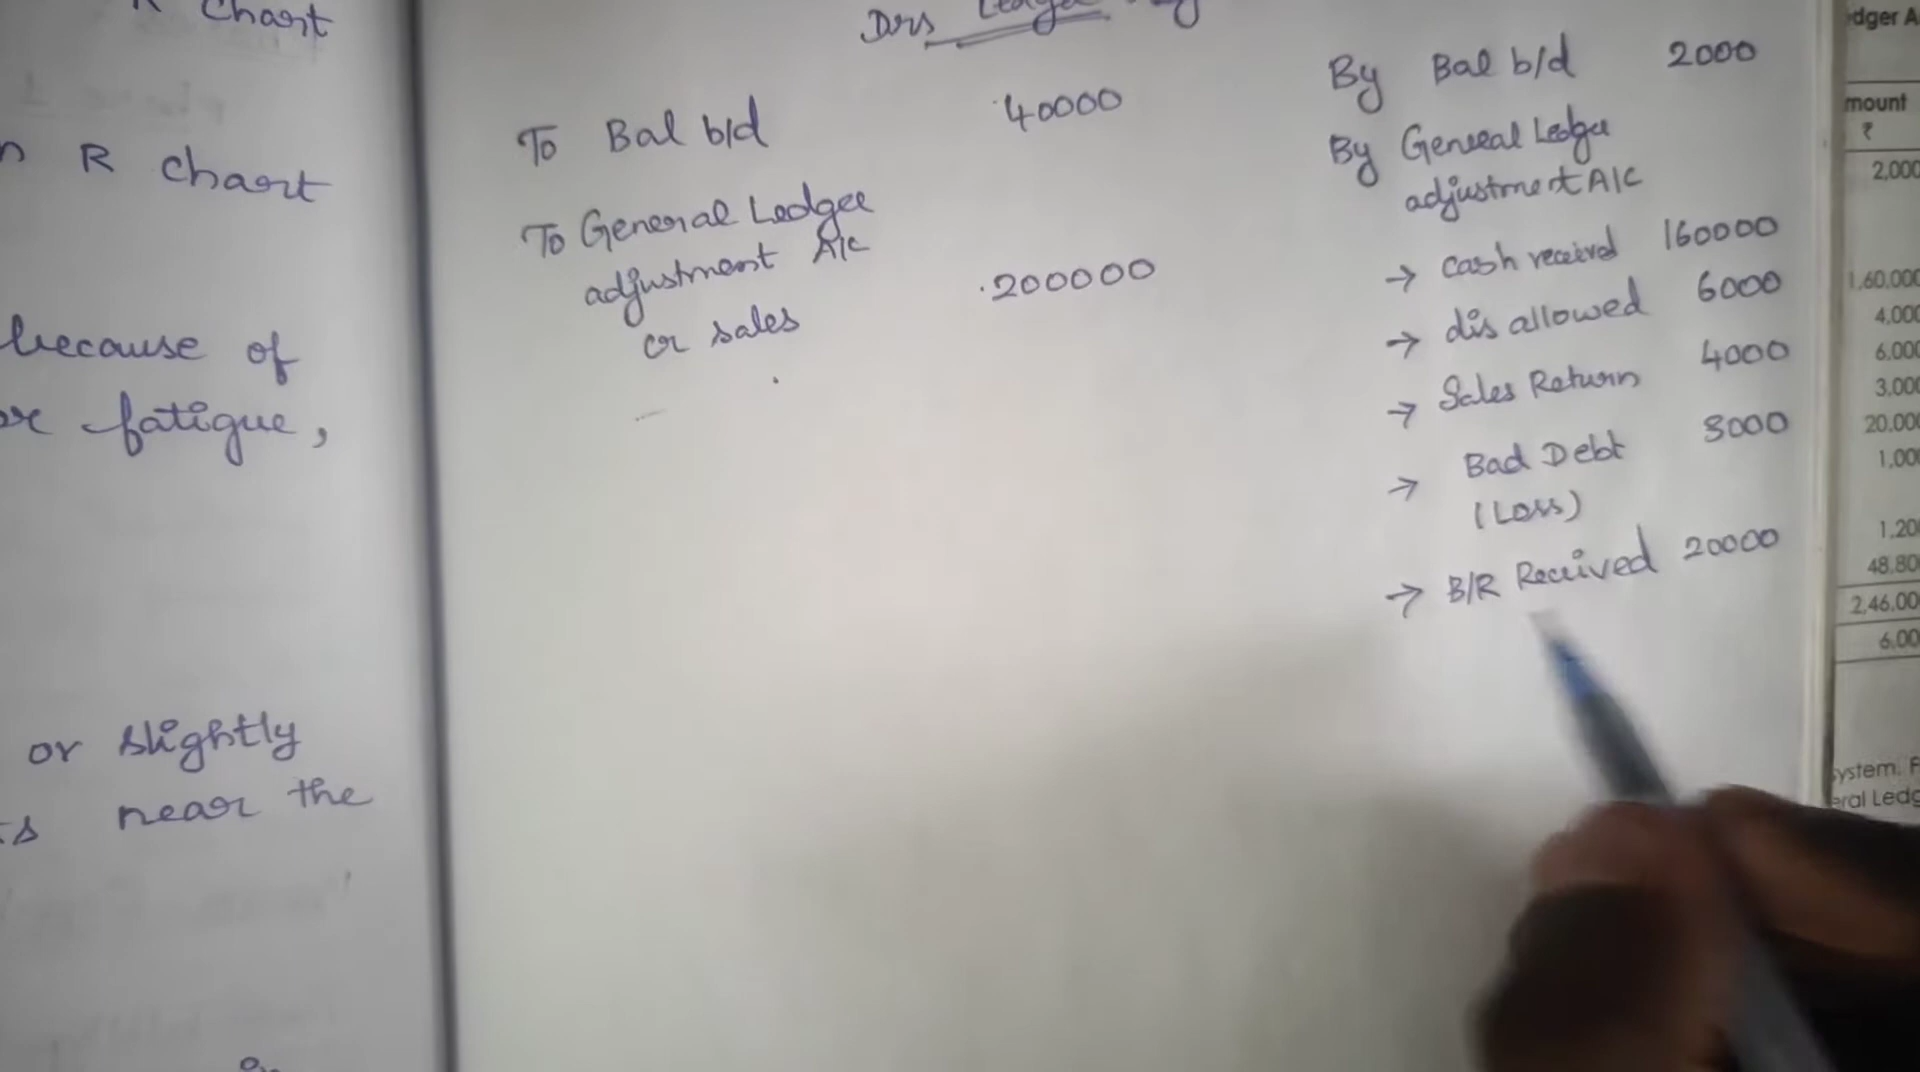 Chart
R chart
because of
fatigue,
or slightly
near the
Drs Ledger
To Bal b/d 40000
To General Ledger
adjustment A/c
cr sales 200000
By Bal b/d 2000
By General Ledger
adjustment A/C
→ cash received 160000
→ dis allowed 6000
→ Sales Return 4000
→ Bad Debt 3000
(Loss)
→ B/R Received 20000
dger A
mount
₹
2,000
1,60,000
4,000
6,000
3,000
20,000
1,00
1,20
48,80
2,46,00
6,00
ystem. F
eral Ledg